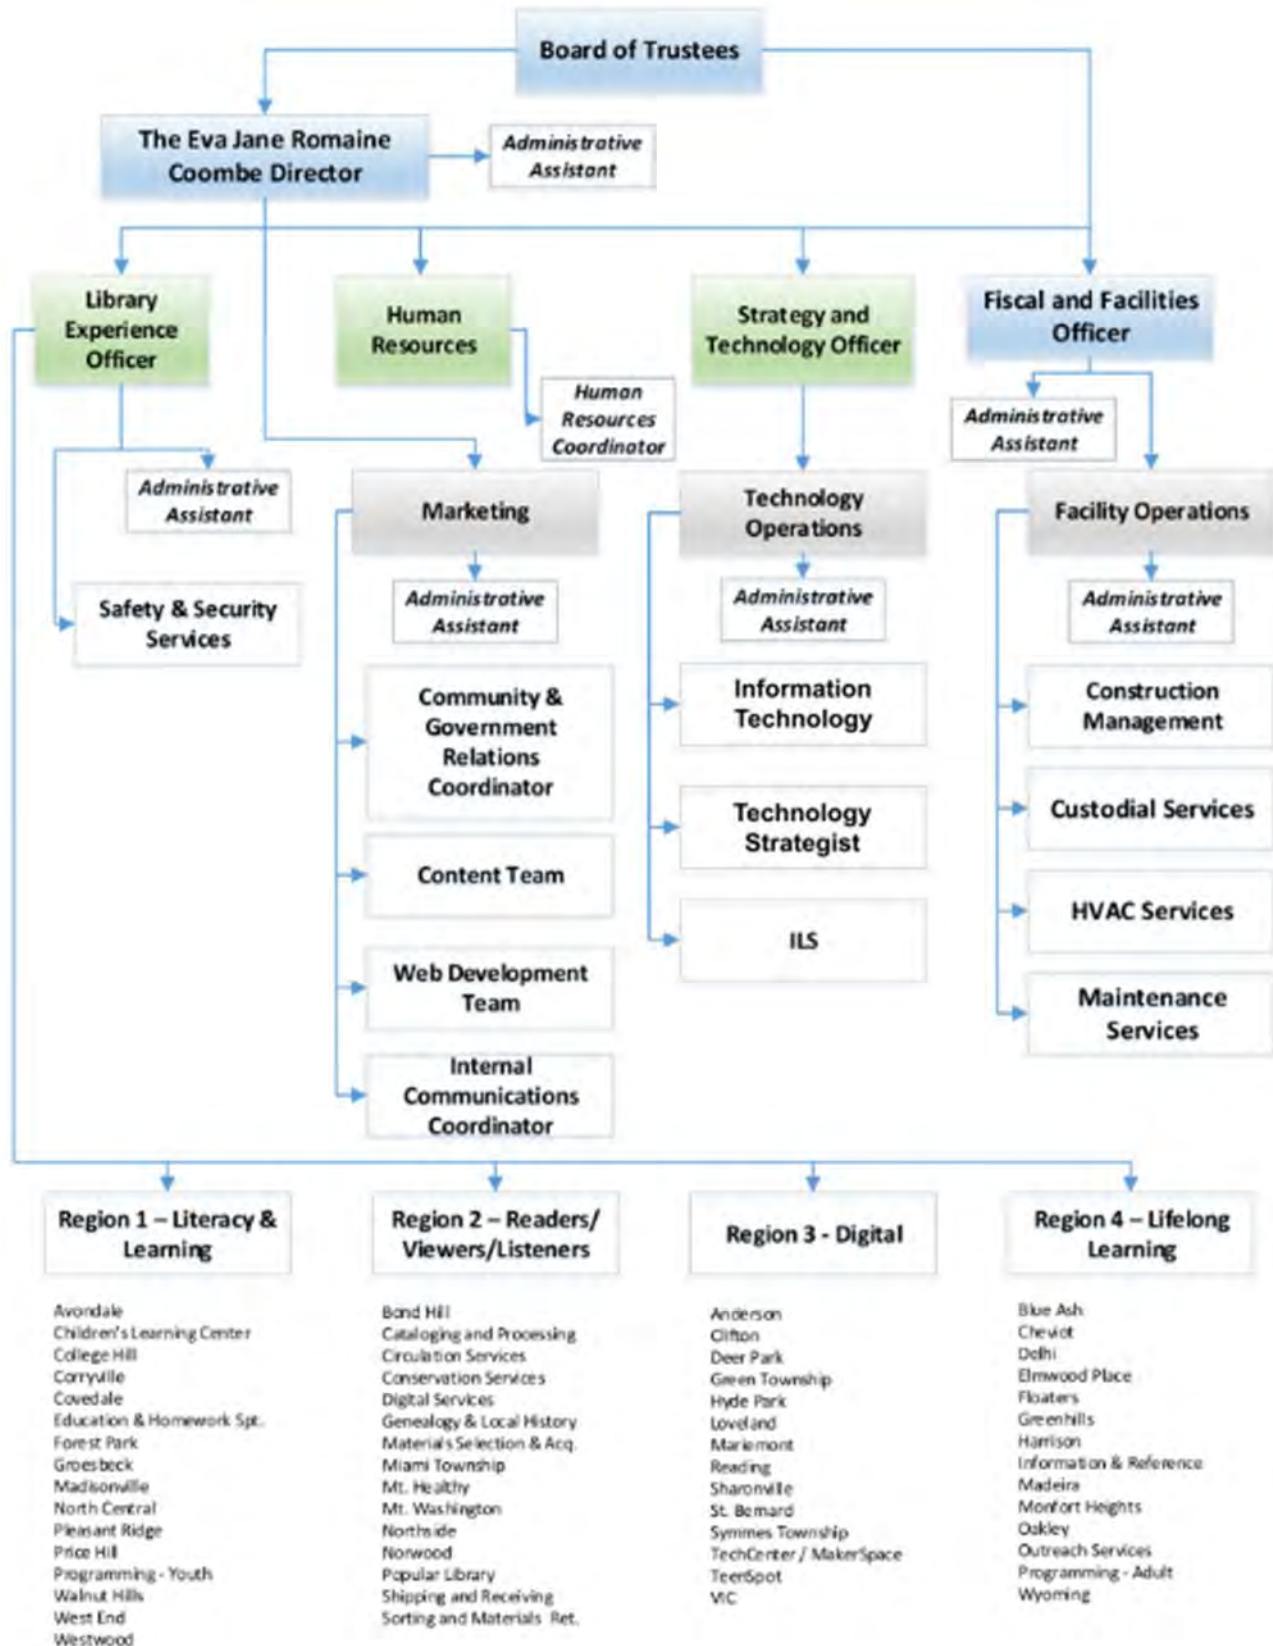 Board of Trustees
The Eva Jane Romaine
Coombe Director
Administrative
Assistant
Library
Experience
Officer
Human
Resources
Strategy and
Technology Officer
Fiscal and Facilities
Officer
Human
Resources
Coordinator
Administrative
Assistant
Administrative
Assistant
Marketing
Technology
Operations
Facility Operations
Safety & Security
Services
Administrative
Assistant
Administrative
Assistant
Administrative
Assistant
Community &
Government
Relations
Coordinator
Content Team
Web Development
Team
Internal
Communications
Coordinator
Information
Technology
Technology
Strategist
ILS
Construction
Management
Custodial Services
HVAC Services
Maintenance
Services
Region 1 – Literacy &
Learning
Avondale
Children's Learning Center
College Hill
Corryville
Covedale
Education & Homework Spt.
Forest Park
Groesbeck
Madisonville
North Central
Pleasant Ridge
Price Hill
Programming - Youth
Walnut Hills
West End
Westwood
Region 2 – Readers/
Viewers/Listeners
Bond Hill
Cataloging and Processing
Circulation Services
Conservation Services
Digital Services
Genealogy & Local History
Materials Selection & Acq.
Miami Township
Mt. Healthy
Mt. Washington
Northside
Norwood
Popular Library
Shipping and Receiving
Sorting and Materials Ret.
Region 3 - Digital
Anderson
Clifton
Deer Park
Green Township
Hyde Park
Loveland
Mariemont
Reading
Sharonville
St. Bernard
Symmes Township
TechCenter / MakerSpace
TeenSpot
VIC
Region 4 – Lifelong
Learning
Blue Ash
Cheviot
Delhi
Elmwood Place
Floaters
Greenhills
Harrison
Information & Reference
Madeira
Monfort Heights
Oakley
Outreach Services
Programming - Adult
Wyoming